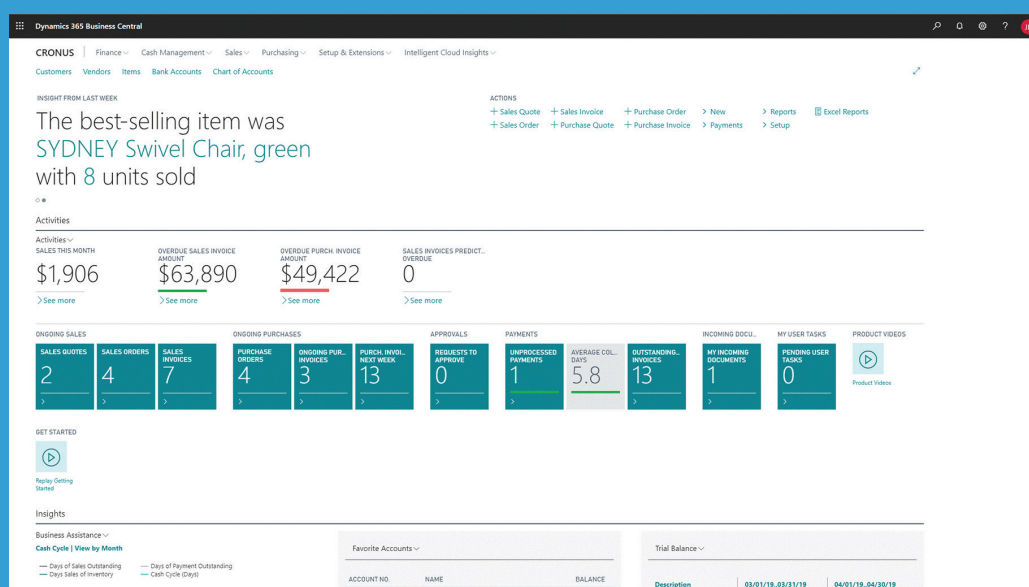 Dynamics 365 Business Central
CRONUS Finance Cash Management Sales Purchasing Setup & Extensions Intelligent Cloud Insights
Customers Vendors Items Bank Accounts Chart of Accounts
INSIGHT FROM LAST WEEK
The best-selling item was
SYDNEY Swivel Chair, green
with 8 units sold
ACTIONS
+ Sales Quote + Sales Invoice + Purchase Order > New > Reports Excel Reports
+ Sales Order + Purchase Quote + Purchase Invoice > Payments > Setup
Activities
Activities
SALES THIS MONTH
$1,906
>See more
OVERDUE SALES INVOICE
AMOUNT
$63,890
>See more
OVERDUE PURCH. INVOICE
AMOUNT
$49,422
>See more
SALES INVOICES PREDICT...
OVERDUE
0
>See more
ONGOING SALES
SALES QUOTES
2
>
SALES ORDERS
4
>
SALES
INVOICES
7
>
ONGOING PURCHASES
PURCHASE
ORDERS
4
>
ONGOING PUR...
INVOICES
3
>
PURCH. INVOI...
NEXT WEEK
13
>
APPROVALS
REQUESTS TO
APPROVE
0
>
PAYMENTS
UNPROCESSED
PAYMENTS
1
>
AVERAGE COL...
DAYS
5.8
OUTSTANDING...
INVOICES
13
>
INCOMING DOCU...
MY INCOMING
DOCUMENTS
1
>
MY USER TASKS
PENDING USER
TASKS
0
>
PRODUCT VIDEOS
Product Videos
GET STARTED
Replay Getting
Started
Insights
Business Assistance
Cash Cycle | View by Month
Days of Sales Outstanding Days of Payment Outstanding
Days Sales of Inventory Cash Cycle (Days)
Favorite Accounts
ACCOUNT NO. NAME BALANCE
Trial Balance
Description 03/01/19..03/31/19 04/01/19..04/30/19